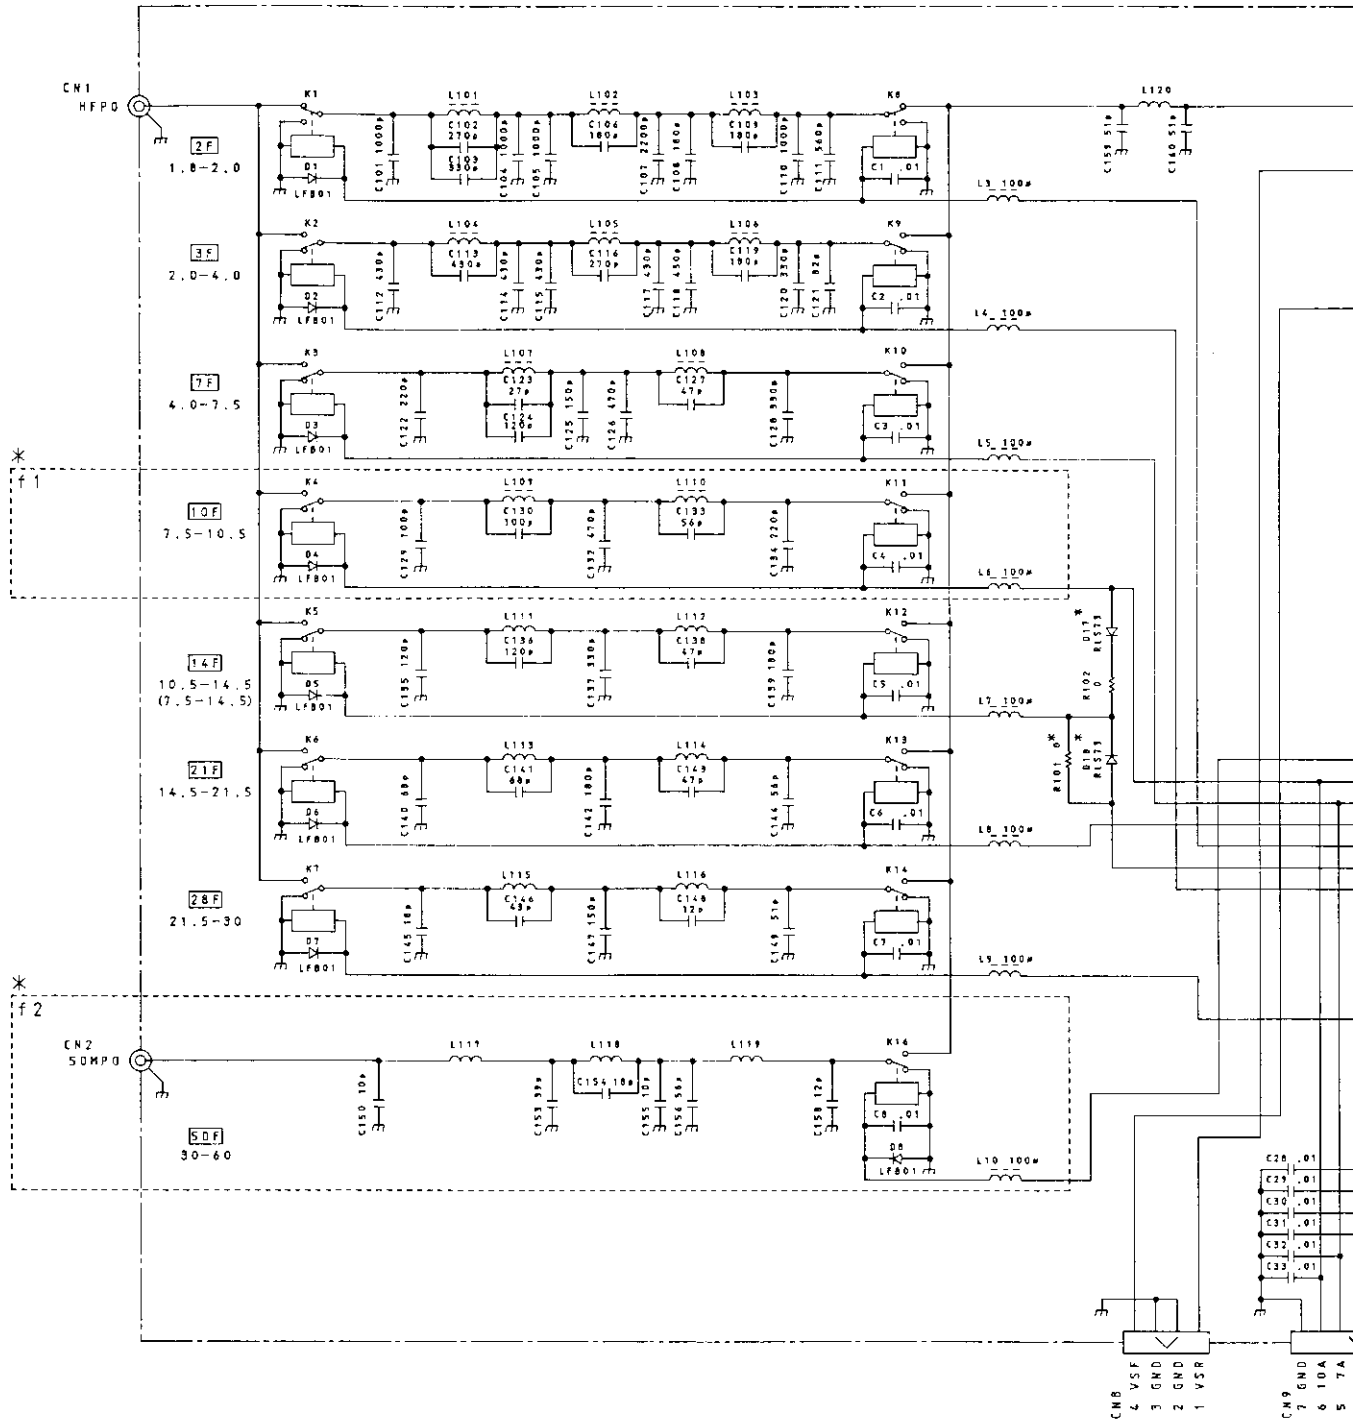 CN1
HFPO
K1
L101
C102
270p
C103
330p
L102
C106
180p
L103
C109
180p
K8
L120
C159 51p
C160 51p
2F
1.8-2.0
D1
LFB01
C101 1000p
C104 1000p
C105 1000p
C107 2200p
C108 180p
C110 1000p
C111 560p
C1 .01
L3 100μ
K2
L104
C113
430p
L105
C116
270p
L106
C119
180p
K9
3F
2.0-4.0
D2
LFB01
C112 430p
C114 430p
C115 430p
C117 430p
C118 430p
C120 330p
C121 82p
C2 .01
L4 100μ
K3
L107
C123
27p
C124
120p
L108
C127
47p
K10
7F
4.0-7.5
D3
LFB01
C122 220p
C125 150p
C126 470p
C128
C3 .01
L5 100μ
*
f1
K4
L109
C130
100p
L110
C133
56p
K11
10F
7.5-10.5
D4
LFB01
C129 100p
C132 470p
C134 220p
C4 .01
L6 100μ
K5
L111
C136
120p
L112
C138
47p
K12
D17 *
RLS73
14F
10.5-14.5
(7.5-14.5)
D5
LFB01
C135 120p
C137 330p
C139 180p
C5 .01
R102
0
L7 100μ
K6
L113
C141
68p
L114
C143
47p
K13
R101 0 *
D18 *
RLS73
21F
14.5-21.5
D6
LFB01
C140 68p
C142 180p
C144 56p
C6 .01
L8 100μ
K7
L115
C146
43p
L116
C148
12p
K14
28F
21.5-30
D7
LFB01
C145 18p
C147 150p
C149 51p
C7 .01
L9 100μ
*
f2
CN2
50MPO
L117
L118
C154 18p
L119
K16
C150 10p
C153 39p
C155 10p
C156 56p
C158 12p
C8 .01
D8
LFB01
50F
30-60
L10 100μ
C28 .01
C29 .01
C30 .01
C31 .01
C32 .01
C33 .01
CN8
4 VSF
3 GND
2 GND
1 VSR
CN9
7 GND
6 10A
5 7A